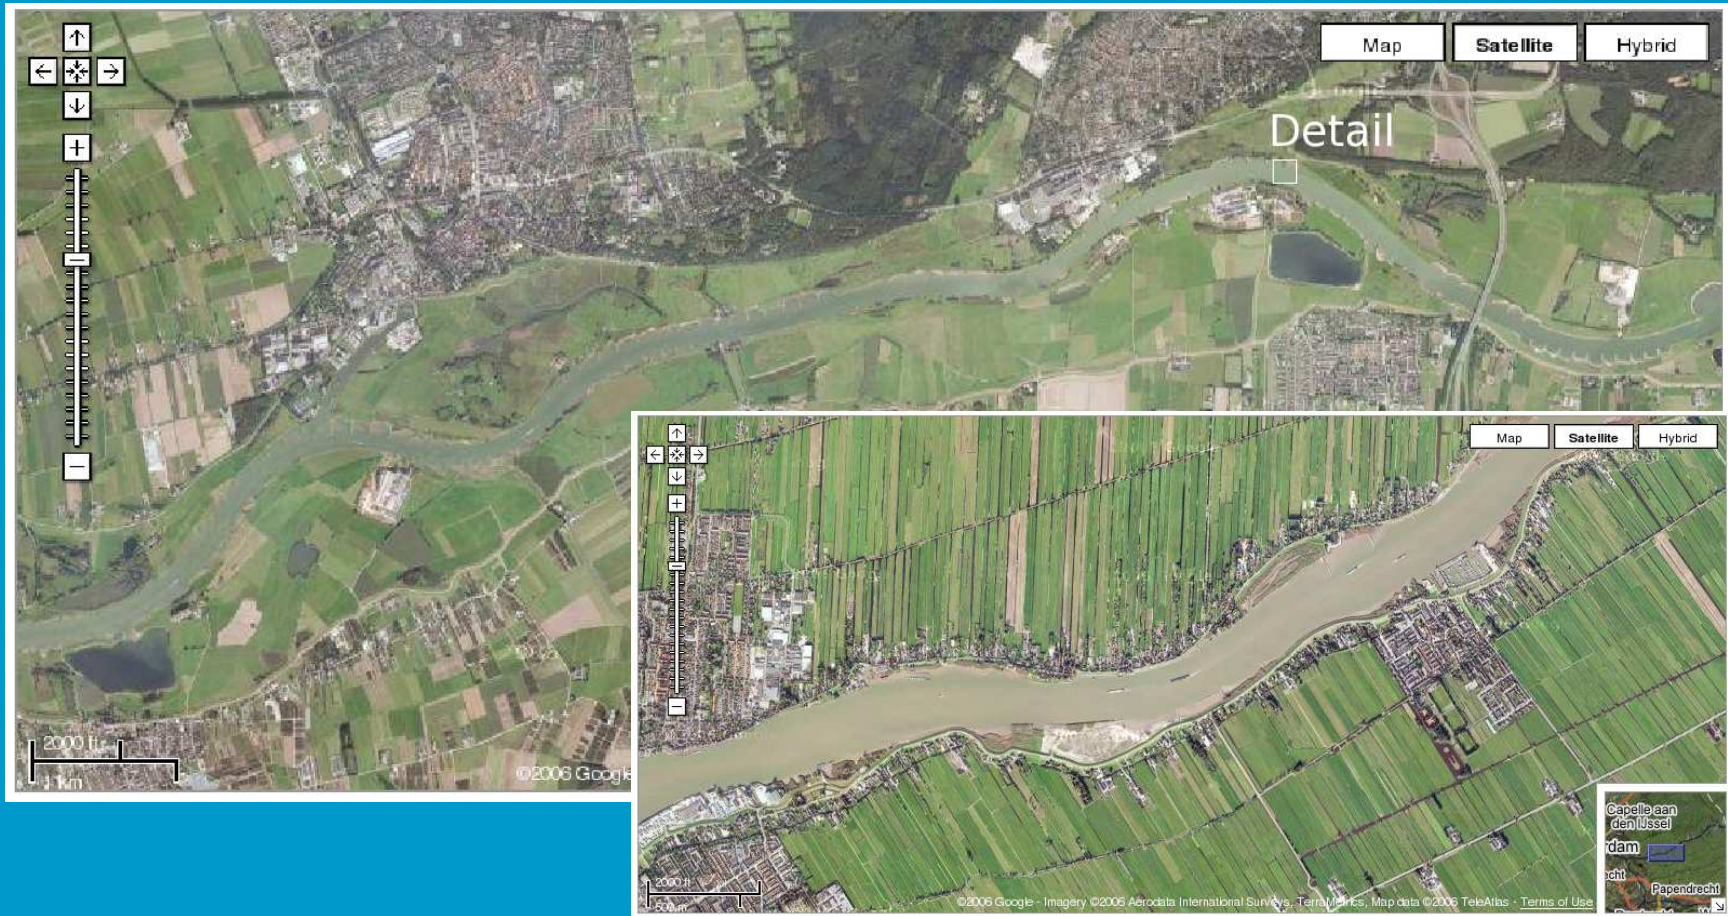 Map Satellite Hybrid
Detail
2000 ft
1 km
©2006 Google
Map Satellite Hybrid
2000 ft
500 m
©2006 Google - Imagery ©2006 Aerodata International Surveys, TerraMetrics, Map data ©2006 TeleAtlas - Terms of Use
Capelle aan
den IJssel
rdam
echt
Papendrecht